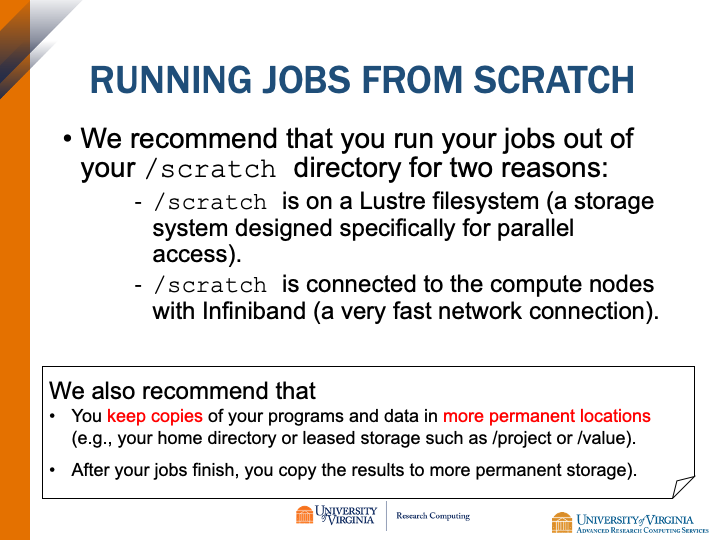 RUNNING JOBS FROM SCRATCH
• We recommend that you run your jobs out of
your /scratch directory for two reasons:
- /scratch is on a Lustre filesystem (a storage
system designed specifically for parallel
access).
- /scratch is connected to the compute nodes
with Infiniband (a very fast network connection).
We also recommend that
• You keep copies of your programs and data in more permanent locations
(e.g., your home directory or leased storage such as /project or /value).
• After your jobs finish, you copy the results to more permanent storage).
UNIVERSITY
of VIRGINIA
Research Computing
UNIVERSITY of VIRGINIA
ADVANCED RESEARCH COMPUTING SERVICES